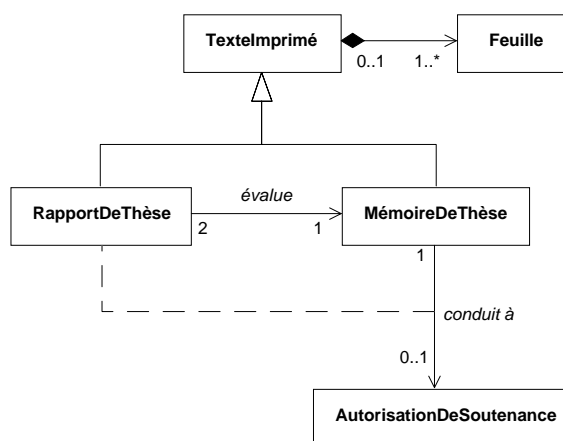 TexteImprimé
0..1
1..*
Feuille
RapportDeThèse
évalue
2
1
MémoireDeThèse
1
conduit à
0..1
AutorisationDeSoutenance